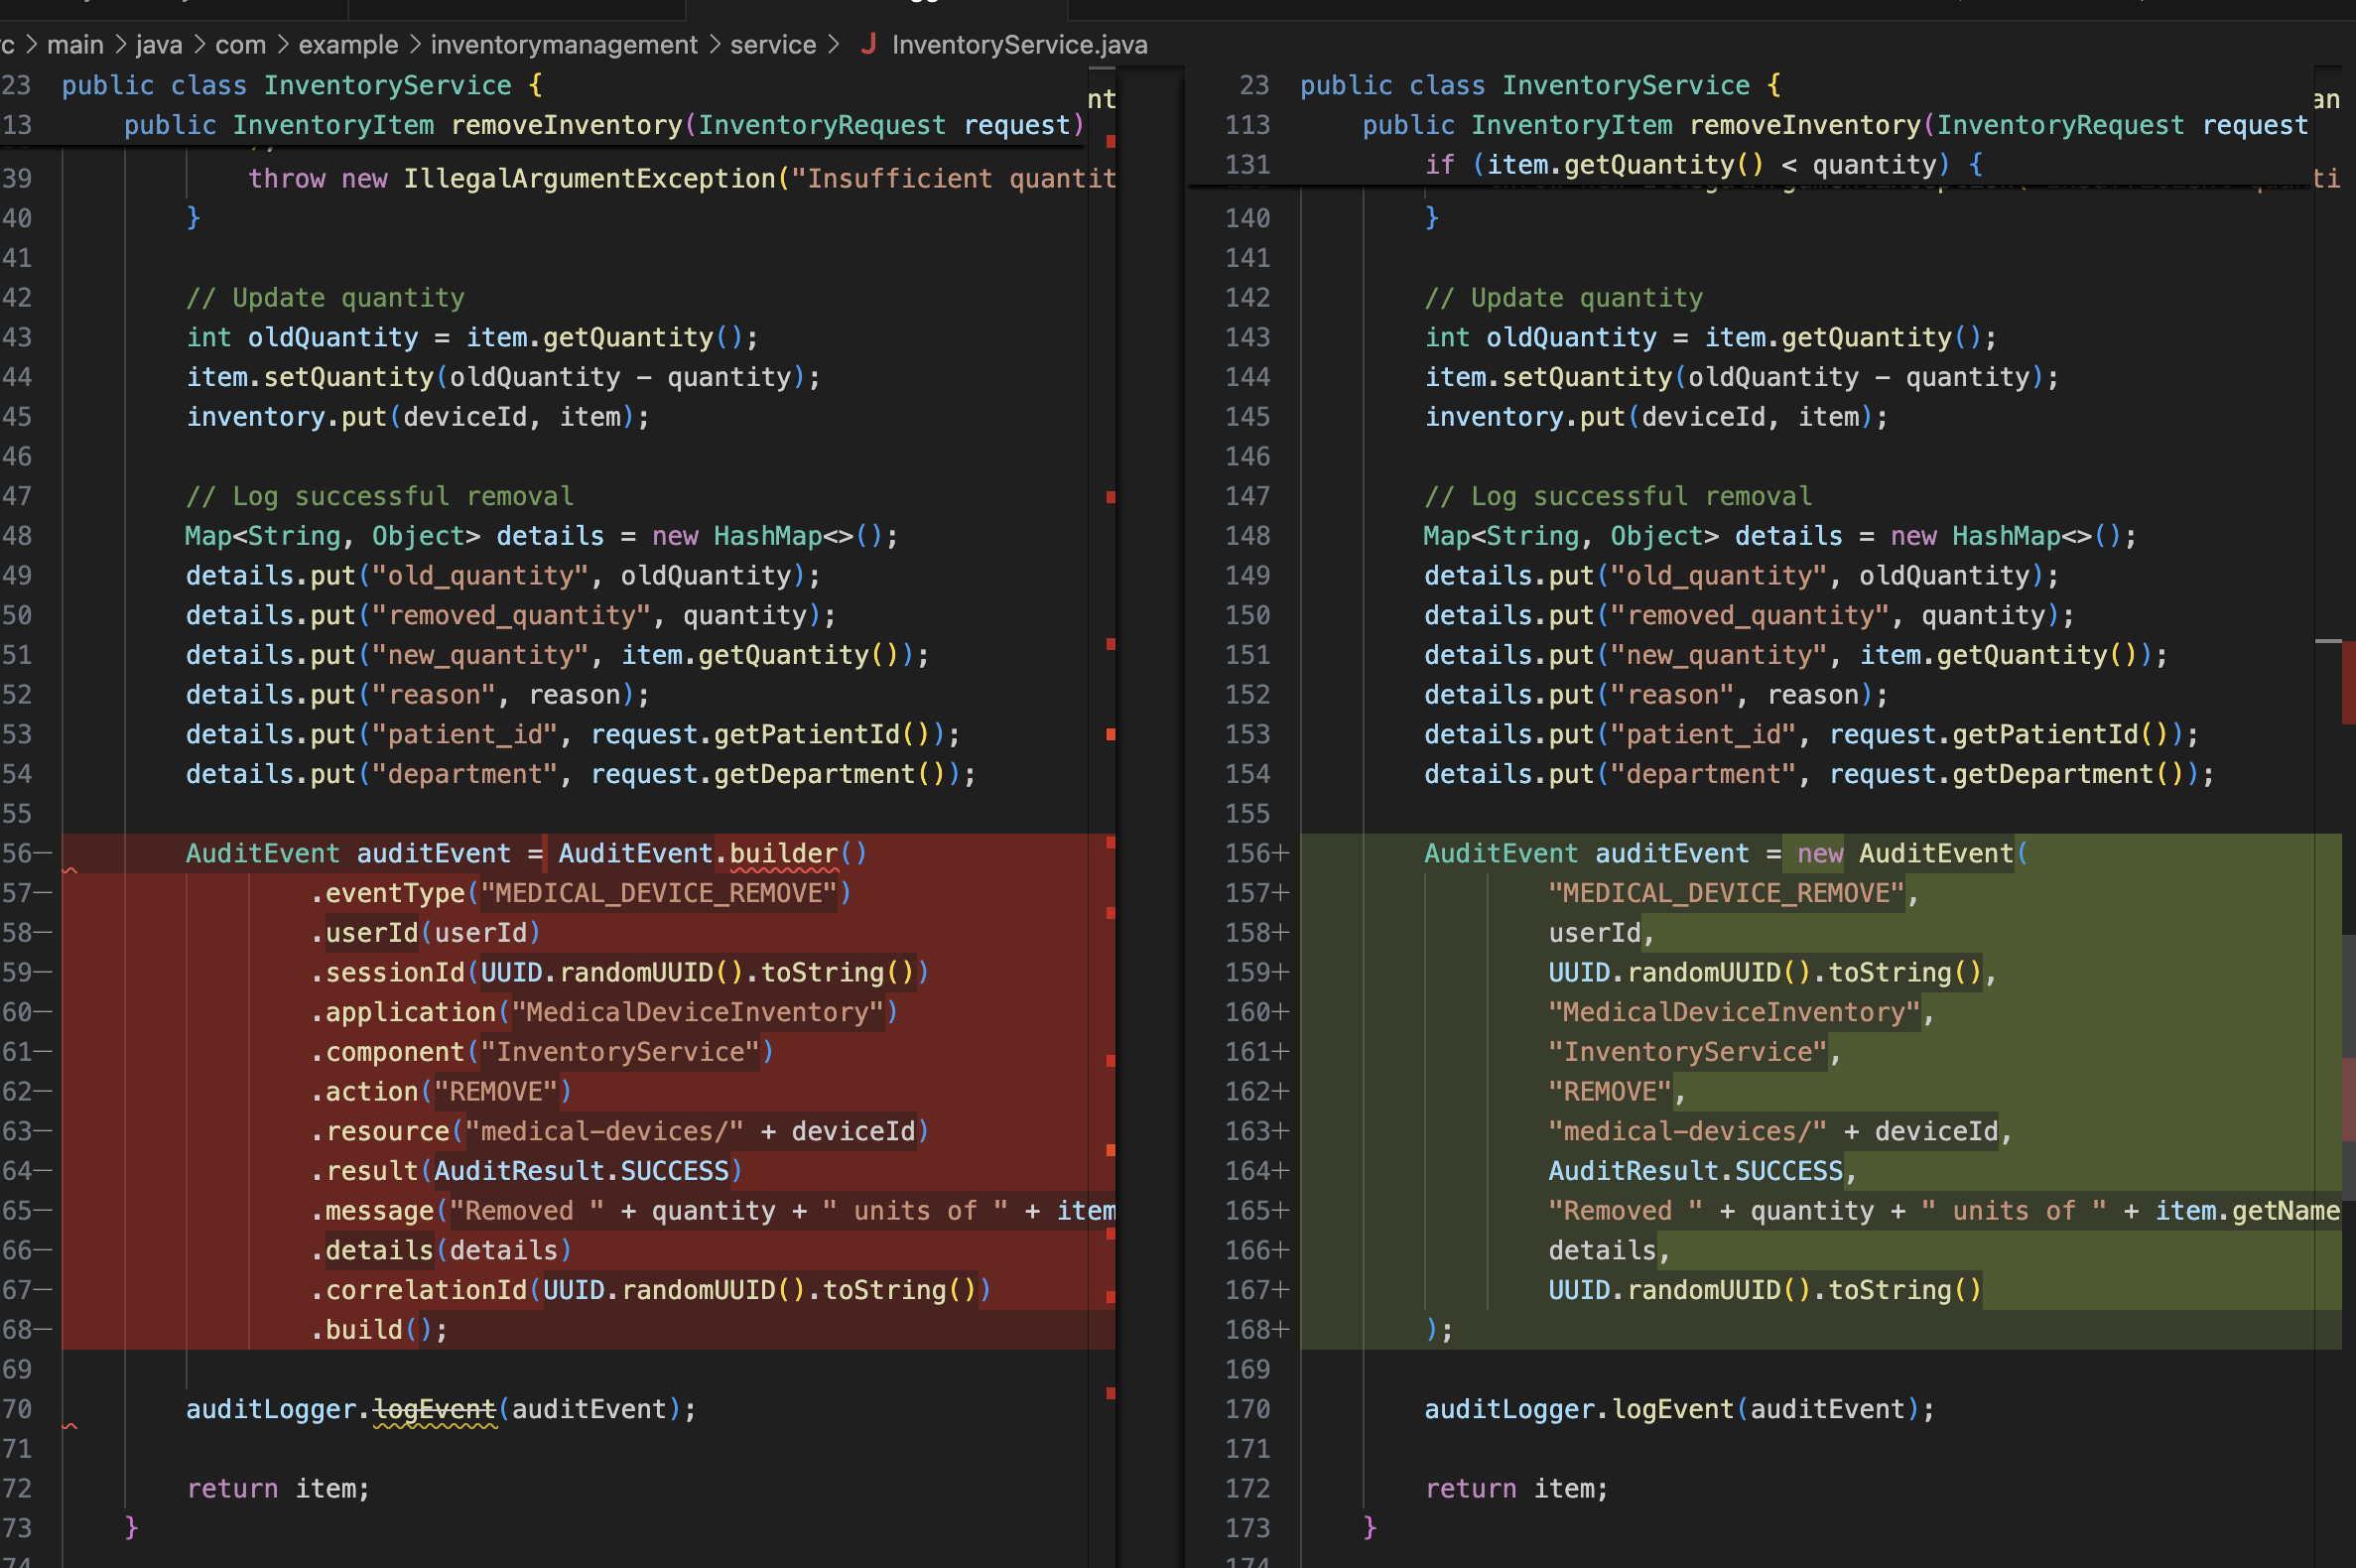 rc > main > java > com > example > inventorymanagement > service > J InventoryService.java
23 public class InventoryService {
13 public InventoryItem removeInventory(InventoryRequest request)
39 throw new IllegalArgumentException("Insufficient quantit
40 }
41
42 // Update quantity
43 int oldQuantity = item.getQuantity();
44 item.setQuantity(oldQuantity - quantity);
45 inventory.put(deviceId, item);
46
47 // Log successful removal
48 Map<String, Object> details = new HashMap<>();
49 details.put("old_quantity", oldQuantity);
50 details.put("removed_quantity", quantity);
51 details.put("new_quantity", item.getQuantity());
52 details.put("reason", reason);
53 details.put("patient_id", request.getPatientId());
54 details.put("department", request.getDepartment());
55
56— AuditEvent auditEvent = AuditEvent.builder()
57— .eventType("MEDICAL_DEVICE_REMOVE")
58— .userId(userId)
59— .sessionId(UUID.randomUUID().toString())
60— .application("MedicalDeviceInventory")
61— .component("InventoryService")
62— .action("REMOVE")
63— .resource("medical-devices/" + deviceId)
64— .result(AuditResult.SUCCESS)
65— .message("Removed " + quantity + " units of " + item
66— .details(details)
67— .correlationId(UUID.randomUUID().toString())
68— .build();
69
70 auditLogger.logEvent(auditEvent);
71
72 return item;
73 }
74
nt
23 public class InventoryService {
113 public InventoryItem removeInventory(InventoryRequest request
131 if (item.getQuantity() < quantity) {
an
ti
140 }
141
142 // Update quantity
143 int oldQuantity = item.getQuantity();
144 item.setQuantity(oldQuantity - quantity);
145 inventory.put(deviceId, item);
146
147 // Log successful removal
148 Map<String, Object> details = new HashMap<>();
149 details.put("old_quantity", oldQuantity);
150 details.put("removed_quantity", quantity);
151 details.put("new_quantity", item.getQuantity());
152 details.put("reason", reason);
153 details.put("patient_id", request.getPatientId());
154 details.put("department", request.getDepartment());
155
156+ AuditEvent auditEvent = new AuditEvent(
157+ "MEDICAL_DEVICE_REMOVE",
158+ userId,
159+ UUID.randomUUID().toString(),
160+ "MedicalDeviceInventory",
161+ "InventoryService",
162+ "REMOVE",
163+ "medical-devices/" + deviceId,
164+ AuditResult.SUCCESS,
165+ "Removed " + quantity + " units of " + item.getName
166+ details,
167+ UUID.randomUUID().toString()
168+ );
169
170 auditLogger.logEvent(auditEvent);
171
172 return item;
173 }
174